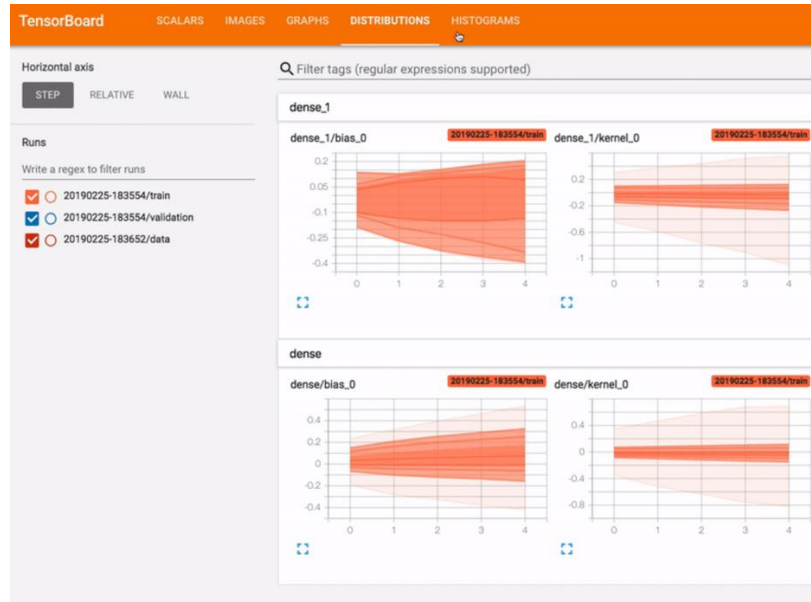 TensorBoard SCALARS IMAGES GRAPHS DISTRIBUTIONS HISTOGRAMS
Horizontal axis
STEP RELATIVE WALL
Runs
Write a regex to filter runs
20190225-183554/train
20190225-183554/validation
20190225-183652/data
Filter tags (regular expressions supported)
dense_1
dense_1/bias_0 20190225-183554/train
0.2
0.05
-0.1
-0.25
-0.4
0 1 2 3 4
dense_1/kernel_0 20190225-183554/train
0.2
-0.2
-0.6
-1
0 1 2 3 4
dense
dense/bias_0 20190225-183554/train
0.4
0.2
0
-0.2
-0.4
0 1 2 3 4
dense/kernel_0 20190225-183554/train
0.4
0
-0.4
-0.8
0 1 2 3 4